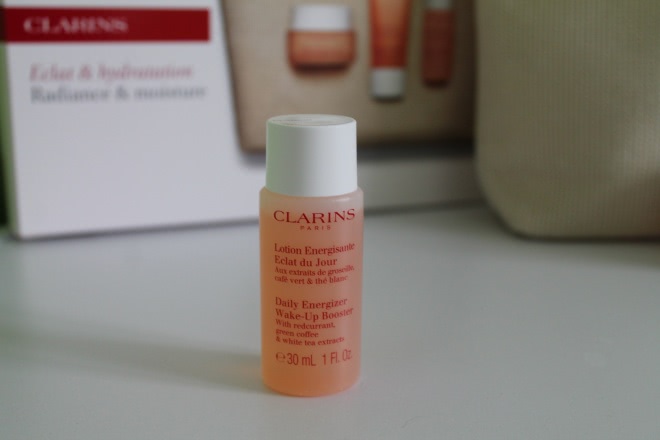 CLARINS
Eclat & hydratation
Radiance & moisture
CLARINS
PARIS
Lotion Energisante
Eclat du Jour
Aux extraits de groseille,
café vert & thé blanc
Daily Energizer
Wake-Up Booster
With redcurrant,
green coffee
& white tea extracts
℮30 mL 1 Fl. Oz.